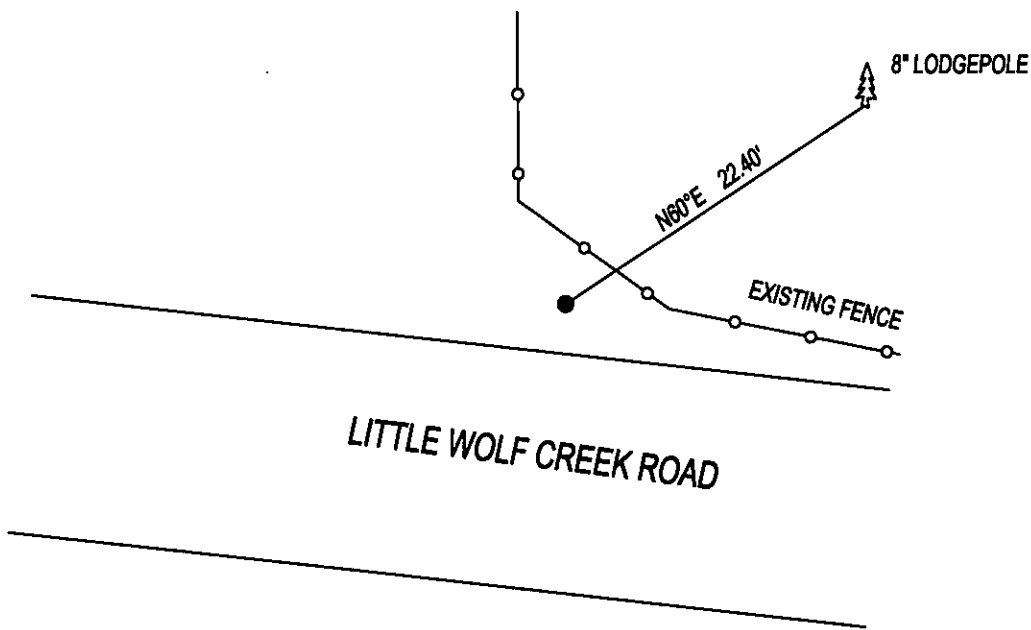 8" LODGEPOLE
N60°E 22.40'
EXISTING FENCE
LITTLE WOLF CREEK ROAD